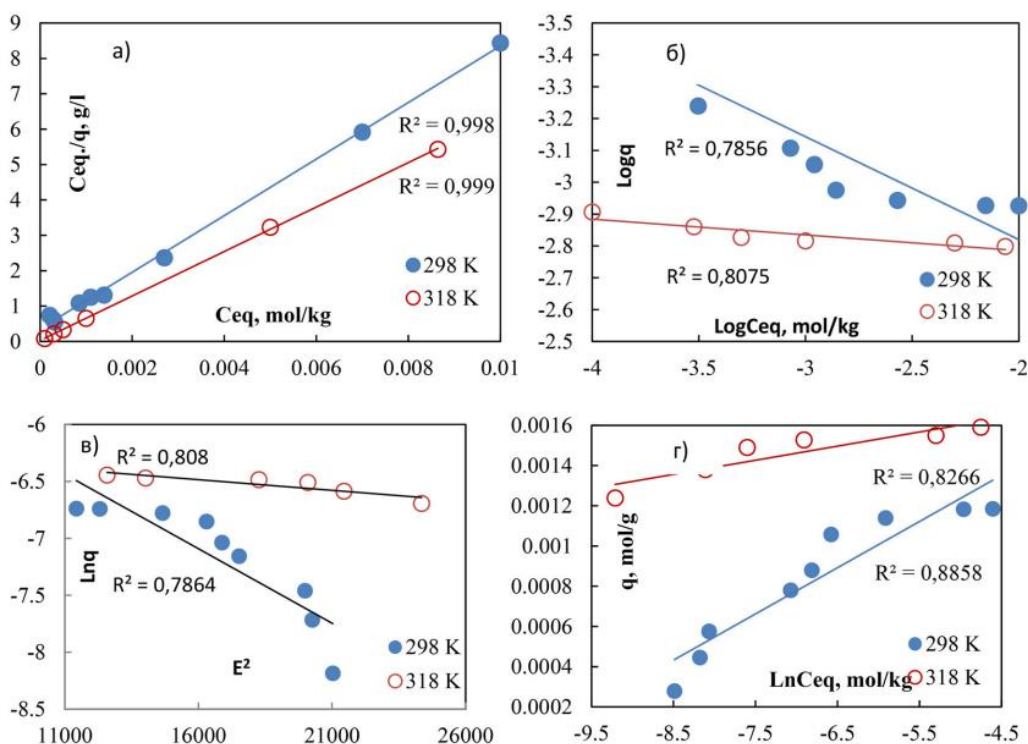 а)
9
8
7
6
5
4
3
2
1
0
Ceq./q, g/l
R² = 0,998
R² = 0,999
298 K
318 K
Ceq, mol/kg
0 0.002 0.004 0.006 0.008 0.01
б)
-3.5
-3.4
-3.3
-3.2
-3.1
-3
-2.9
-2.8
-2.7
-2.6
-2.5
Logq
R² = 0,7856
R² = 0,8075
298 K
318 K
LogCeq, mol/kg
-4 -3.5 -3 -2.5 -2
в)
-6
-6.5
-7
-7.5
-8
-8.5
Lnq
R² = 0,808
R² = 0,7864
298 K
318 K
E²
11000 16000 21000 26000
г)
0.0016
0.0014
0.0012
0.001
0.0008
0.0006
0.0004
0.0002
q, mol/g
R² = 0,8266
R² = 0,8858
298 K
318 K
LnCeq, mol/kg
-9.5 -8.5 -7.5 -6.5 -5.5 -4.5